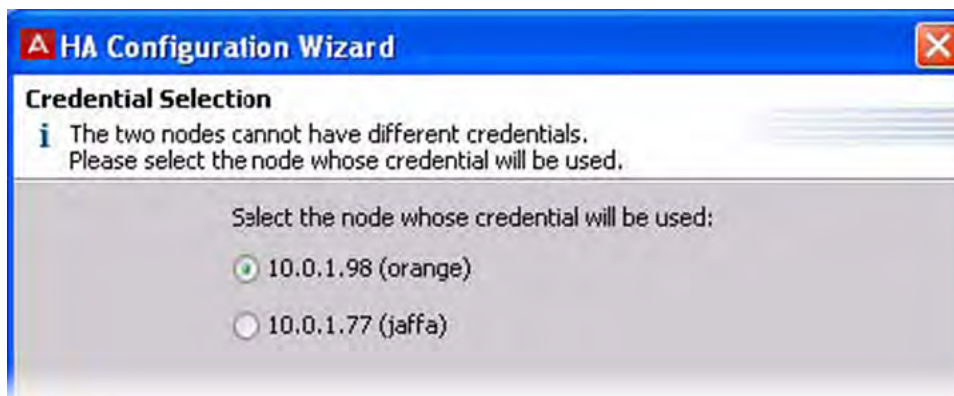 HA Configuration Wizard
Credential Selection
The two nodes cannot have different credentials.
Please select the node whose credential will be used.
Select the node whose credential will be used:
10.0.1.98 (orange)
10.0.1.77 (jaffa)